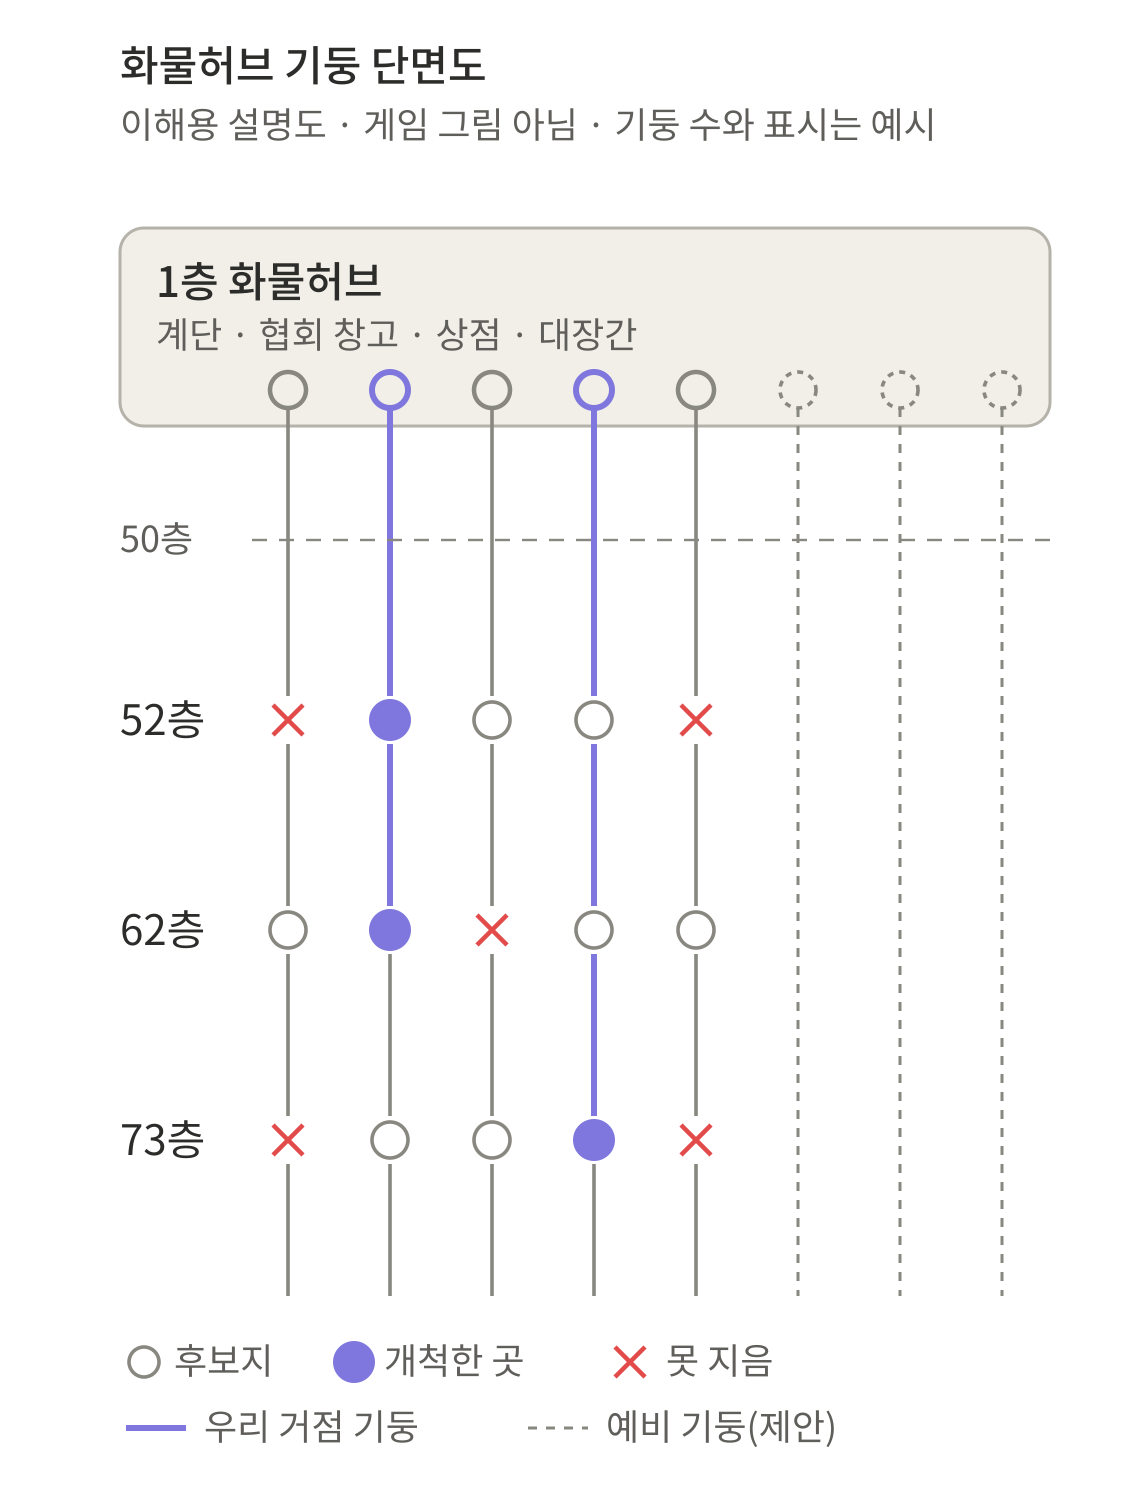 화물허브 기둥 단면도
이해용 설명도 · 게임 그림 아님 · 기둥 수와 표시는 예시
1층 화물허브
계단 · 협회 창고 · 상점 · 대장간
50층
52층
62층
73층
후보지 개척한 곳 못 지음
우리 거점 기둥 예비 기둥(제안)